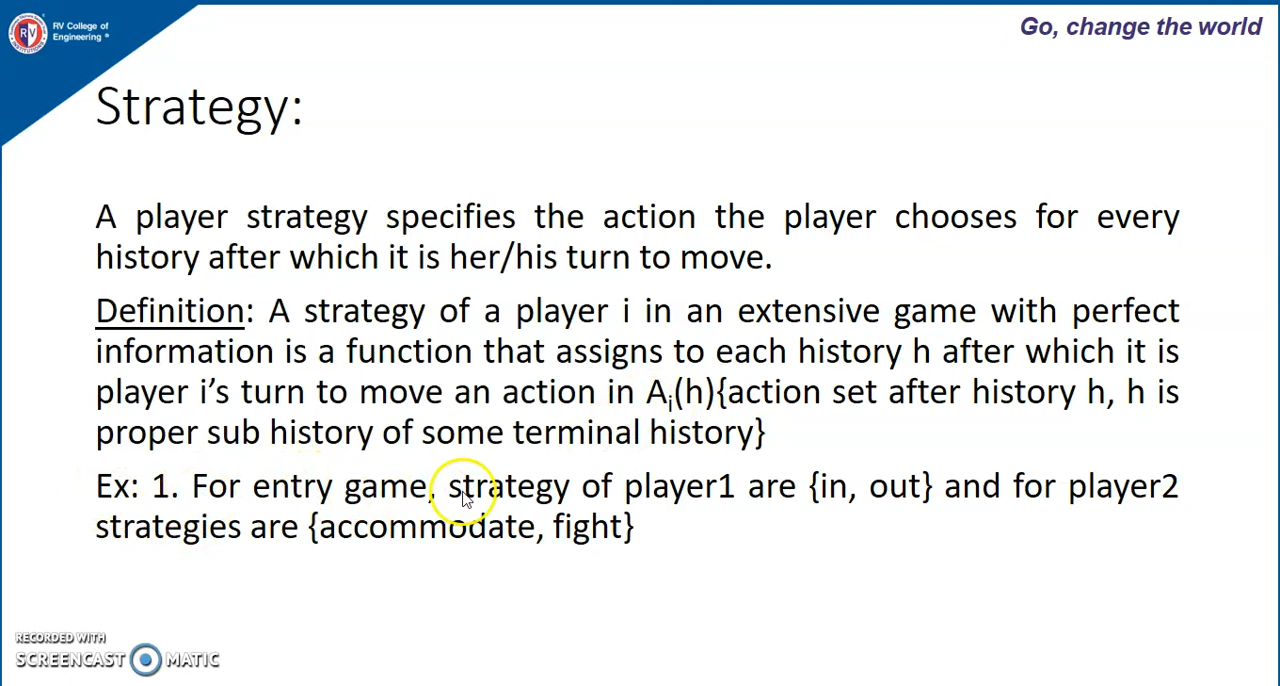 RV College of
Engineering ®
Go, change the world
Strategy:
A player strategy specifies the action the player chooses for every
history after which it is her/his turn to move.
Definition: A strategy of a player i in an extensive game with perfect
information is a function that assigns to each history h after which it is
player i’s turn to move an action in Ai(h){action set after history h, h is
proper sub history of some terminal history}
Ex: 1. For entry game, strategy of player1 are {in, out} and for player2
strategies are {accommodate, fight}
RECORDED WITH
SCREENCAST MATIC